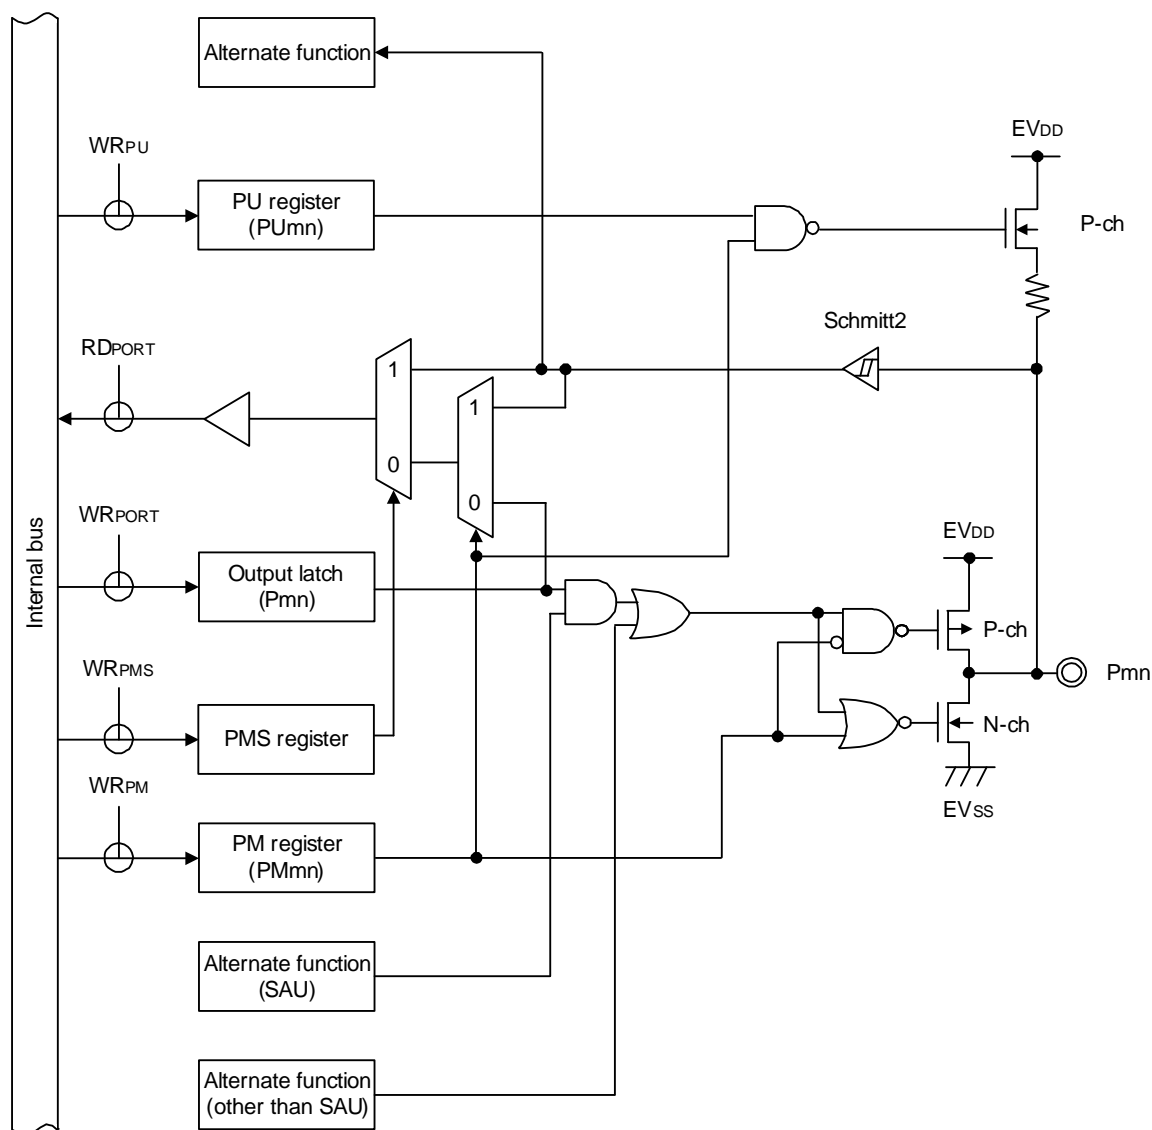 Alternate function
EVDD
WRPU
PU register
(PUmn)
P-ch
Schmitt2
RDPORT
1
1
0
0
WRPORT
EVDD
Internal bus
Output latch
(Pmn)
P-ch
WRPMS
Pmn
PMS register
N-ch
WRPM
EVSS
PM register
(PMmn)
Alternate function
(SAU)
Alternate function
(other than SAU)